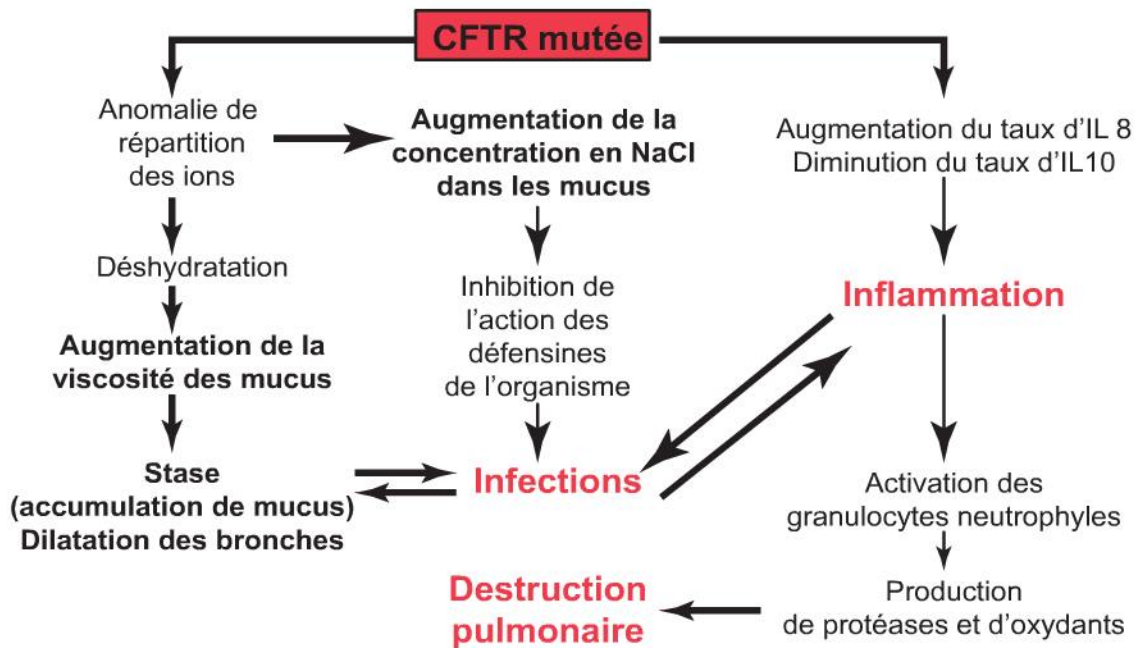 CFTR mutée
Anomalie de
répartition
des ions
Déshydratation
Augmentation de la
viscosité des mucus
Stase
(accumulation de mucus)
Dilatation des bronches
Augmentation de la
concentration en NaCl
dans les mucus
Inhibition de
l'action des
défensines
de l'organisme
Infections
Augmentation du taux d'IL 8
Diminution du taux d'IL10
Inflammation
Activation des
granulocytes neutrophyles
Production
de protéases et d'oxydants
Destruction
pulmonaire